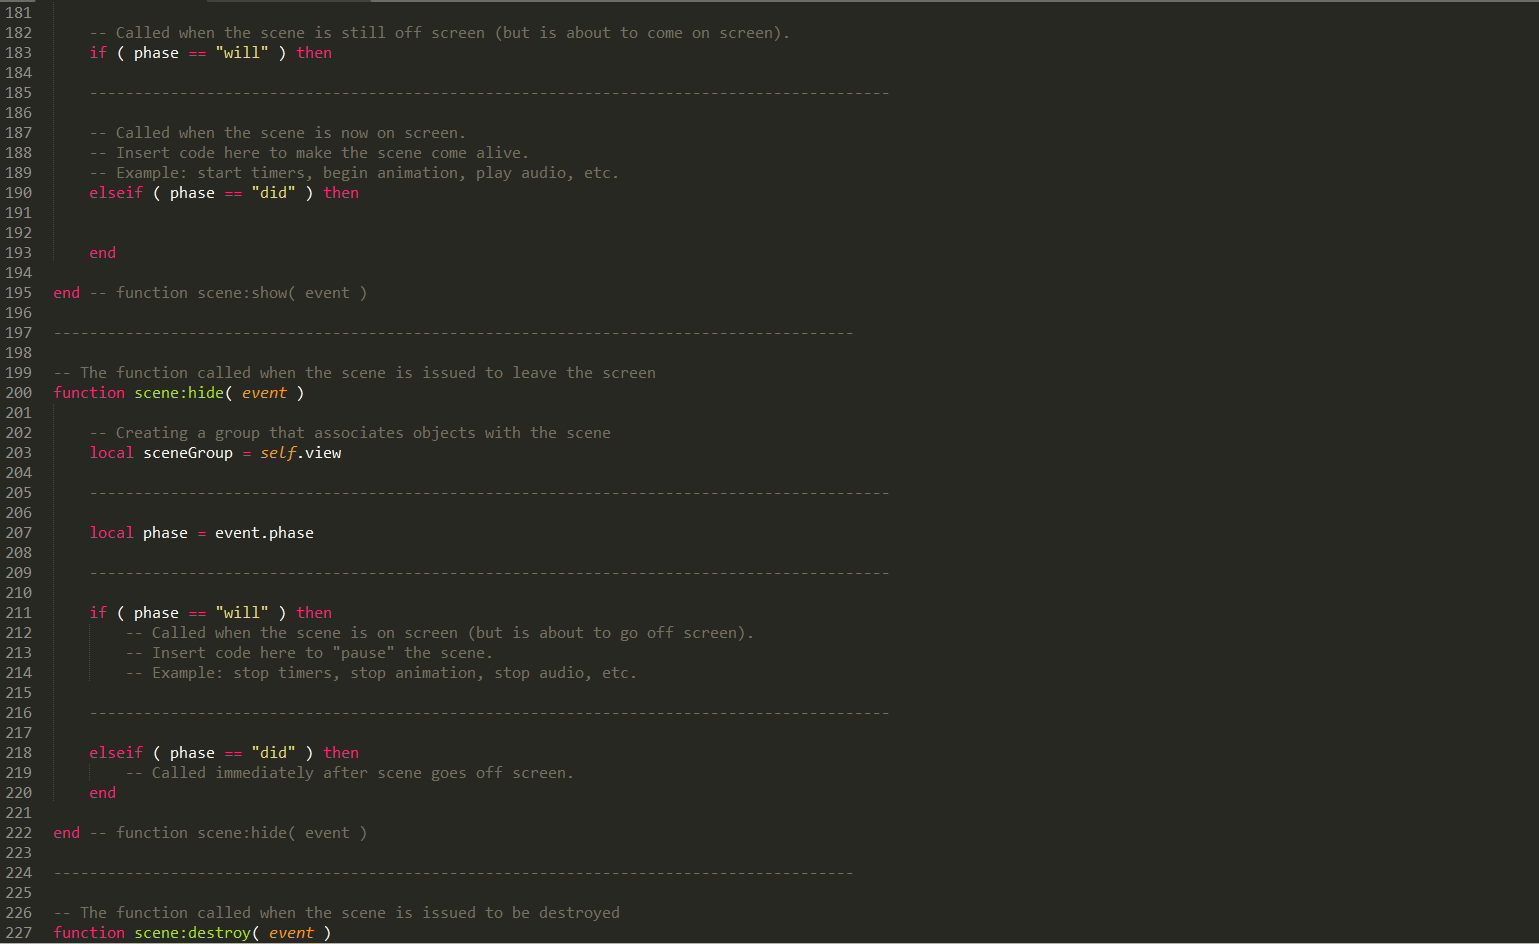 181
182 -- Called when the scene is still off screen (but is about to come on screen).
183 if ( phase == "will" ) then
184
185 -----------------------------------------------------------------------------------------
186
187 -- Called when the scene is now on screen.
188 -- Insert code here to make the scene come alive.
189 -- Example: start timers, begin animation, play audio, etc.
190 elseif ( phase == "did" ) then
191
192
193 end
194
195 end -- function scene:show( event )
196
197 -----------------------------------------------------------------------------------------
198
199 -- The function called when the scene is issued to leave the screen
200 function scene:hide( event )
201
202 -- Creating a group that associates objects with the scene
203 local sceneGroup = self.view
204
205 -----------------------------------------------------------------------------------------
206
207 local phase = event.phase
208
209 -----------------------------------------------------------------------------------------
210
211 if ( phase == "will" ) then
212 -- Called when the scene is on screen (but is about to go off screen).
213 -- Insert code here to "pause" the scene.
214 -- Example: stop timers, stop animation, stop audio, etc.
215
216 -----------------------------------------------------------------------------------------
217
218 elseif ( phase == "did" ) then
219 -- Called immediately after scene goes off screen.
220 end
221
222 end -- function scene:hide( event )
223
224 -----------------------------------------------------------------------------------------
225
226 -- The function called when the scene is issued to be destroyed
227 function scene:destroy( event )